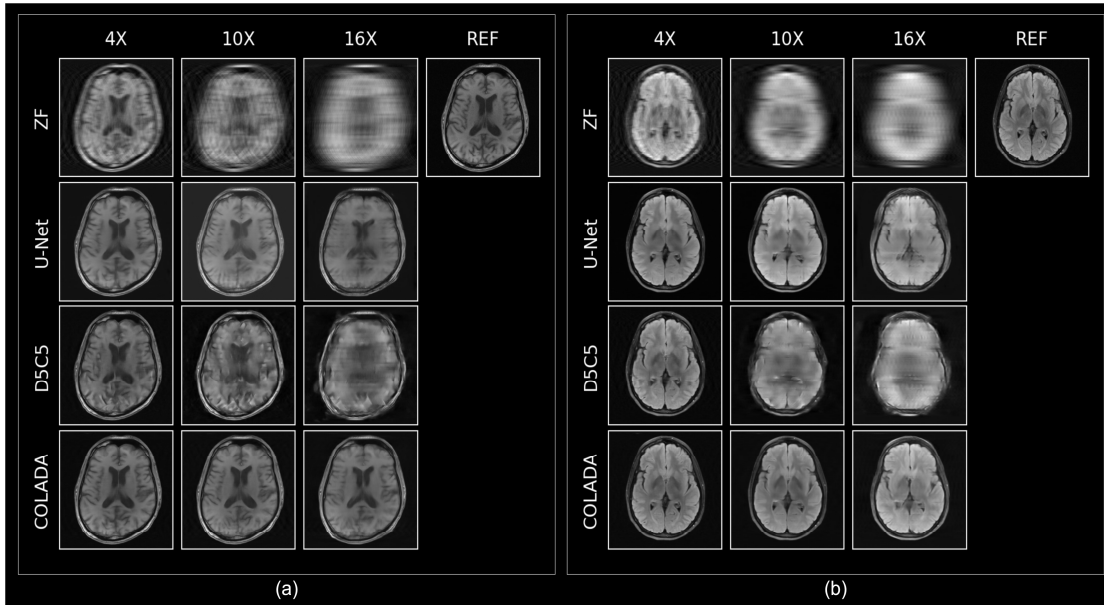 4X 10X 16X REF
ZF
U-Net
D5C5
COLADA
(a)
4X 10X 16X REF
ZF
U-Net
D5C5
COLADA
(b)